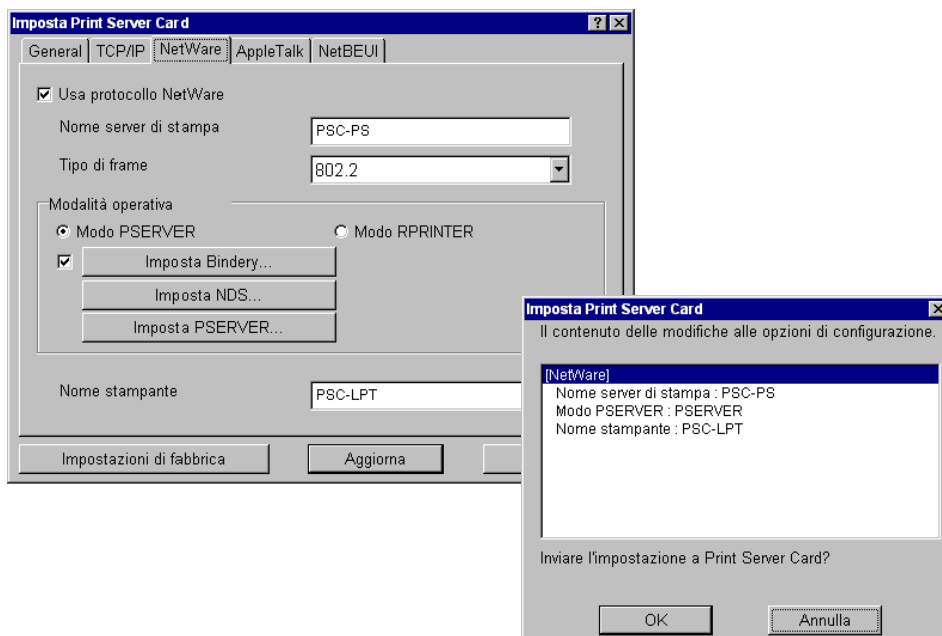 Imposta Print Server Card
General TCP/IP NetWare AppleTalk NetBEUI
Usa protocollo NetWare
Nome server di stampa PSC-PS
Tipo di frame 802.2
Modalità operativa
Modo PSERVER Modo RPRINTER
Imposta Bindery...
Imposta NDS...
Imposta PSERVER...
Nome stampante PSC-LPT
Impostazioni di fabbrica Aggiorna
Imposta Print Server Card
Il contenuto delle modifiche alle opzioni di configurazione.
[NetWare]
Nome server di stampa : PSC-PS
Modo PSERVER : PSERVER
Nome stampante : PSC-LPT
Inviare l'impostazione a Print Server Card?
OK Annulla